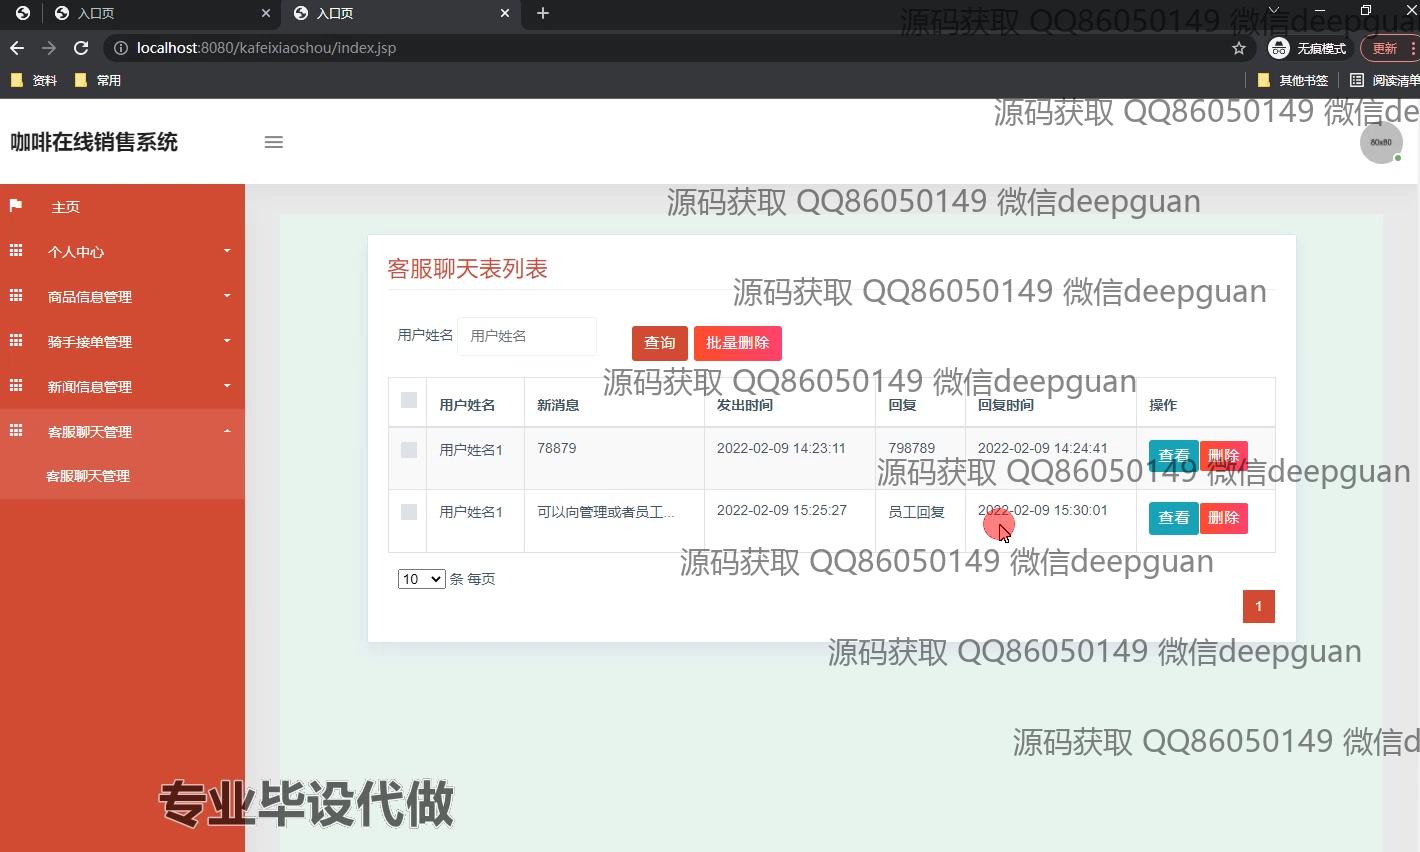 入口页
入口页
源码获取 QQ86050149 微信deepgua
localhost:8080/kafeixiaoshou/index.jsp
无痕模式
更新
资料
常用
其他书签
阅读清单
源码获取 QQ86050149 微信de
咖啡在线销售系统
80x80
主页
源码获取 QQ86050149 微信deepguan
个人中心
客服聊天表列表
商品信息管理
源码获取 QQ86050149 微信deepguan
用户姓名
用户姓名
查询
批量删除
骑手接单管理
源码获取 QQ86050149 微信deepguan
新闻信息管理
用户姓名 新消息 发出时间 回复 回复时间 操作
客服聊天管理
用户姓名1 78879 2022-02-09 14:23:11 798789 2022-02-09 14:24:41 查看 删除
源码获取 QQ86050149 微信deepguan
客服聊天管理
用户姓名1 可以向管理或者员工... 2022-02-09 15:25:27 员工回复 2022-02-09 15:30:01 查看 删除
源码获取 QQ86050149 微信deepguan
10 条 每页
1
源码获取 QQ86050149 微信deepguan
源码获取 QQ86050149 微信d
专业毕设代做